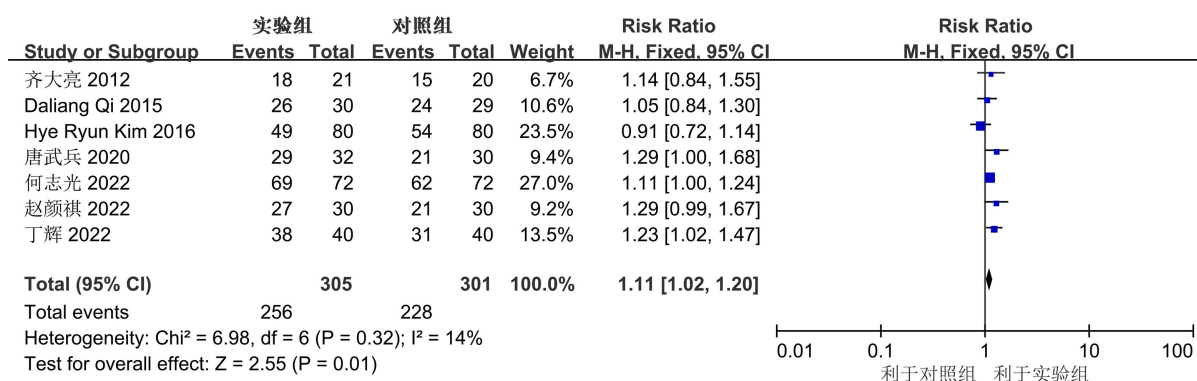 实验组 对照组 Risk Ratio Risk Ratio
Study or Subgroup Events Total Events Total Weight M-H, Fixed, 95% CI M-H, Fixed, 95% CI
齐大亮 2012 18 21 15 20 6.7% 1.14 [0.84, 1.55]
Daliang Qi 2015 26 30 24 29 10.6% 1.05 [0.84, 1.30]
Hye Ryun Kim 2016 49 80 54 80 23.5% 0.91 [0.72, 1.14]
唐武兵 2020 29 32 21 30 9.4% 1.29 [1.00, 1.68]
何志光 2022 69 72 62 72 27.0% 1.11 [1.00, 1.24]
赵颜祺 2022 27 30 21 30 9.2% 1.29 [0.99, 1.67]
丁辉 2022 38 40 31 40 13.5% 1.23 [1.02, 1.47]
Total (95% CI) 305 301 100.0% 1.11 [1.02, 1.20]
Total events 256 228
Heterogeneity: Chi² = 6.98, df = 6 (P = 0.32); I² = 14%
Test for overall effect: Z = 2.55 (P = 0.01)
0.01 0.1 1 10 100
利于对照组 利于实验组